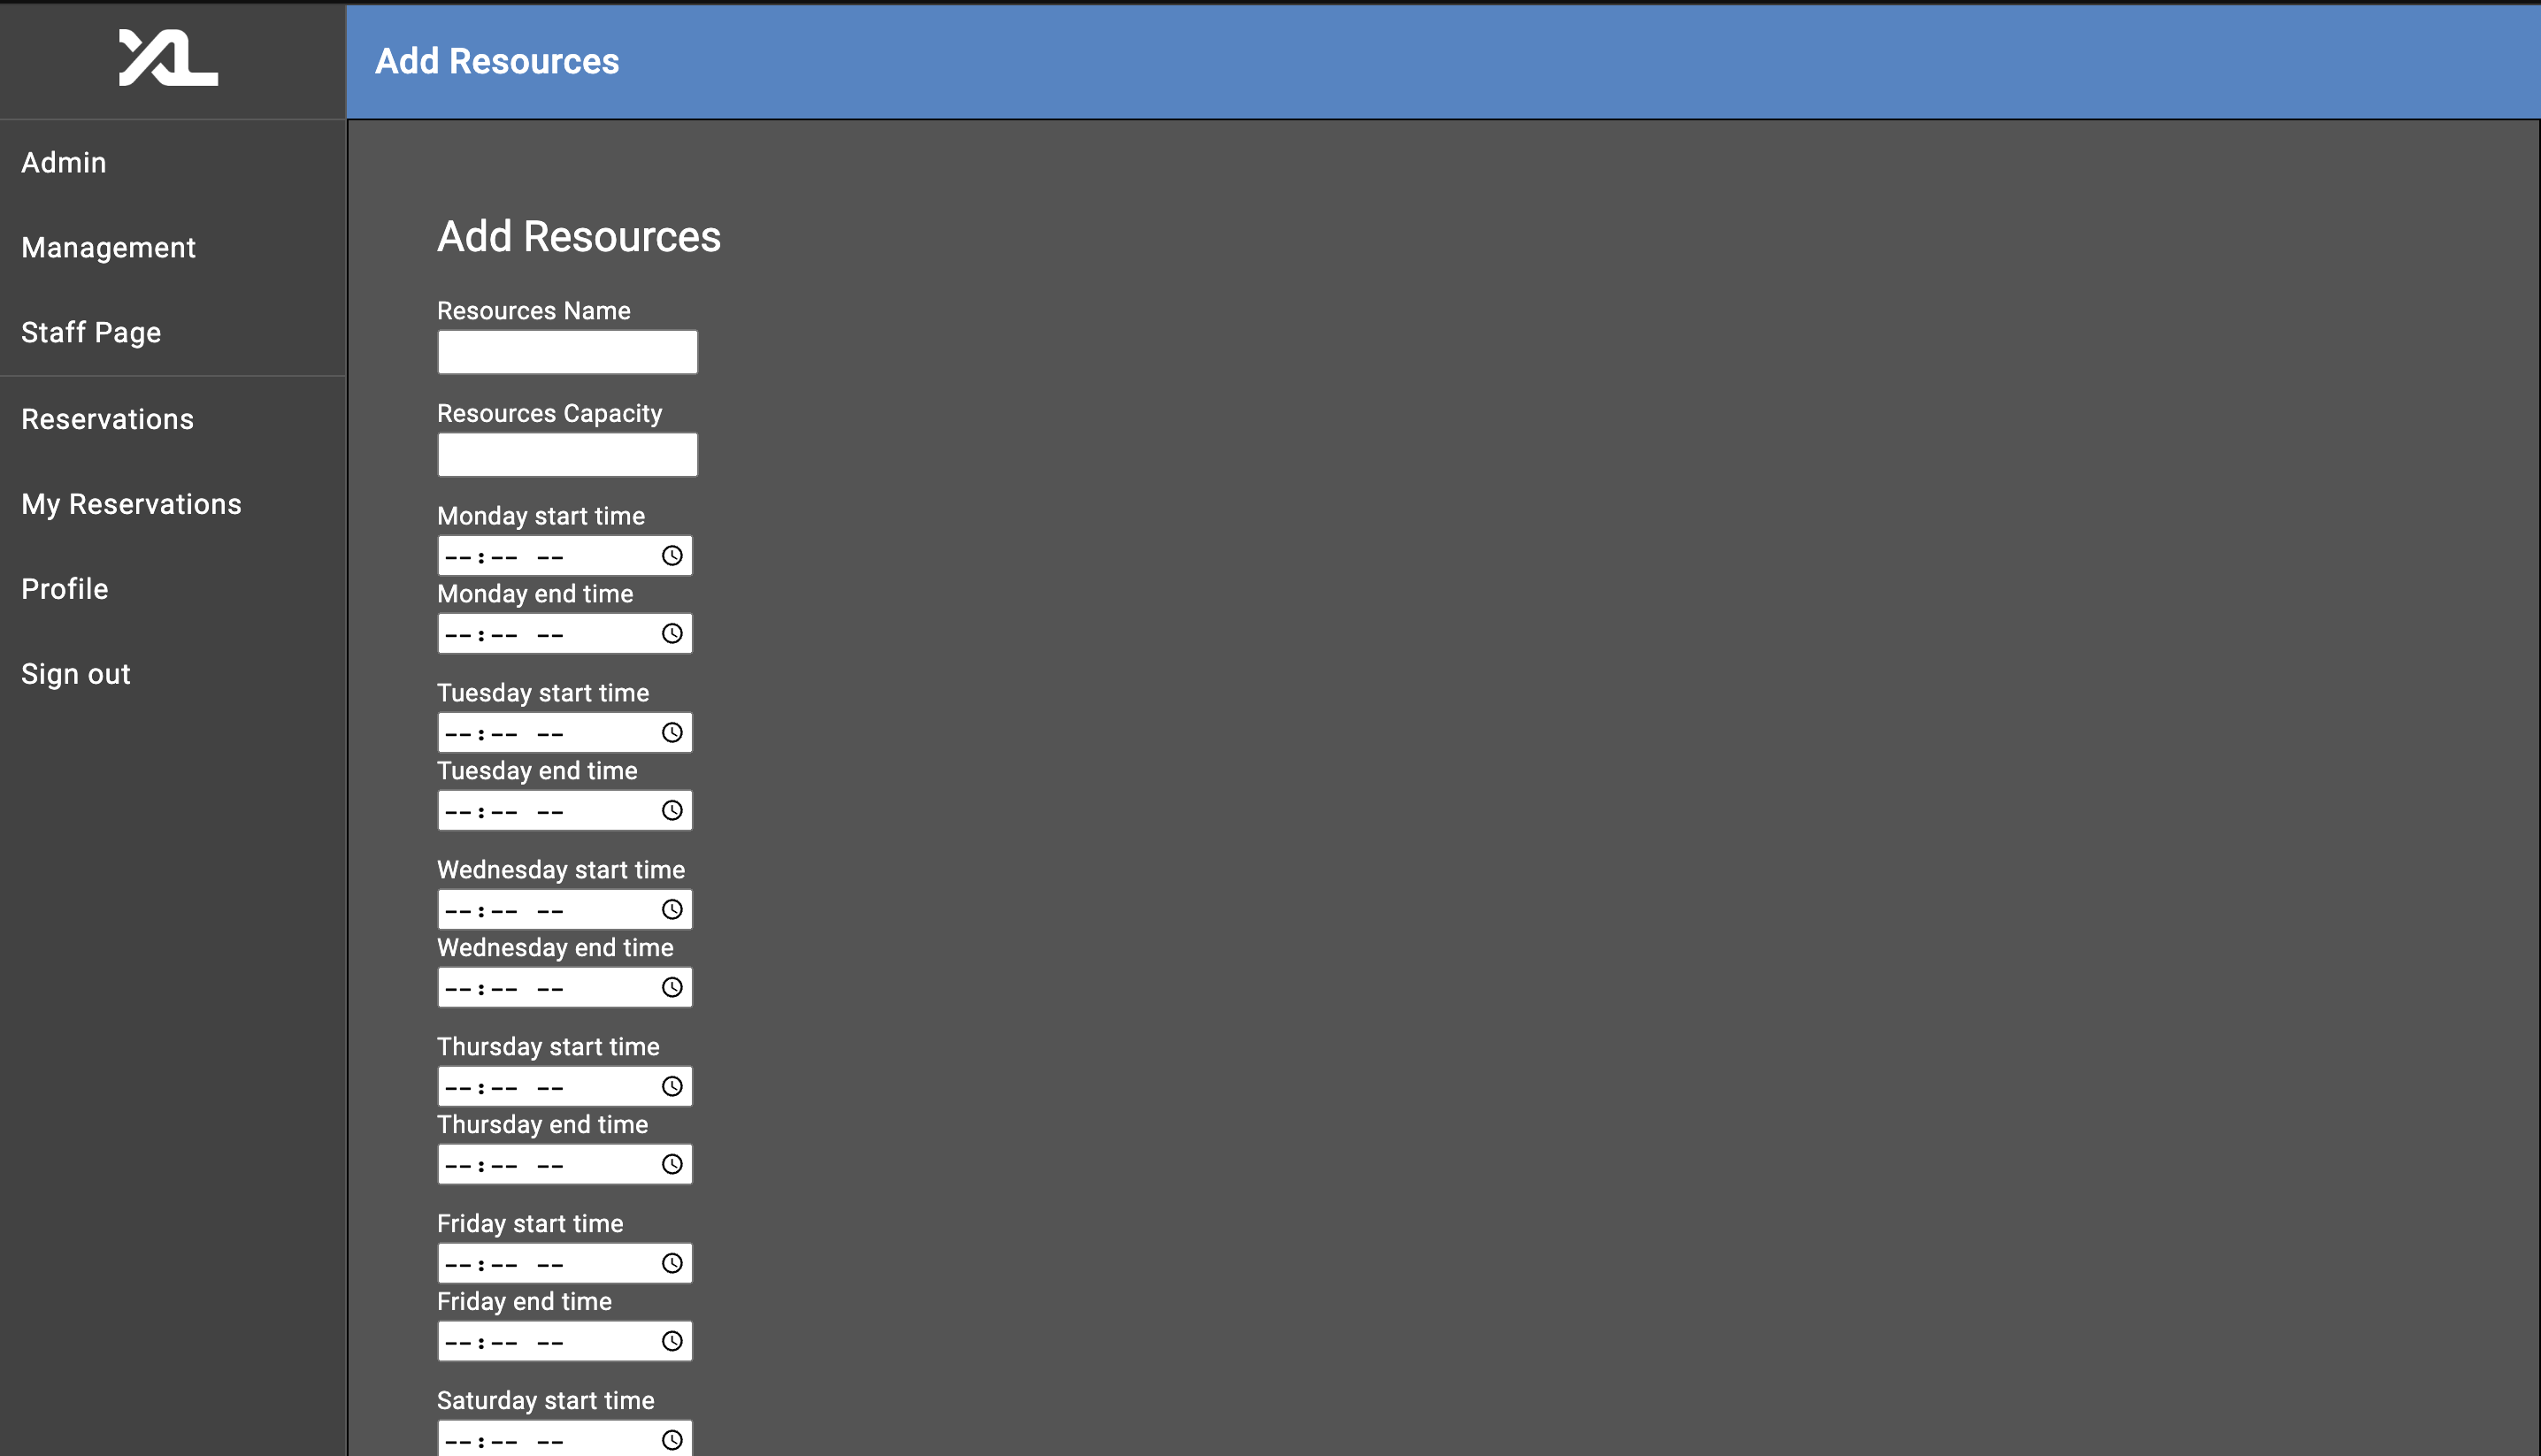 XL
Add Resources
Admin
Management
Staff Page
Reservations
My Reservations
Profile
Sign out
Add Resources
Resources Name
Resources Capacity
Monday start time
--:-- --
Monday end time
--:-- --
Tuesday start time
--:-- --
Tuesday end time
--:-- --
Wednesday start time
--:-- --
Wednesday end time
--:-- --
Thursday start time
--:-- --
Thursday end time
--:-- --
Friday start time
--:-- --
Friday end time
--:-- --
Saturday start time
--:-- --